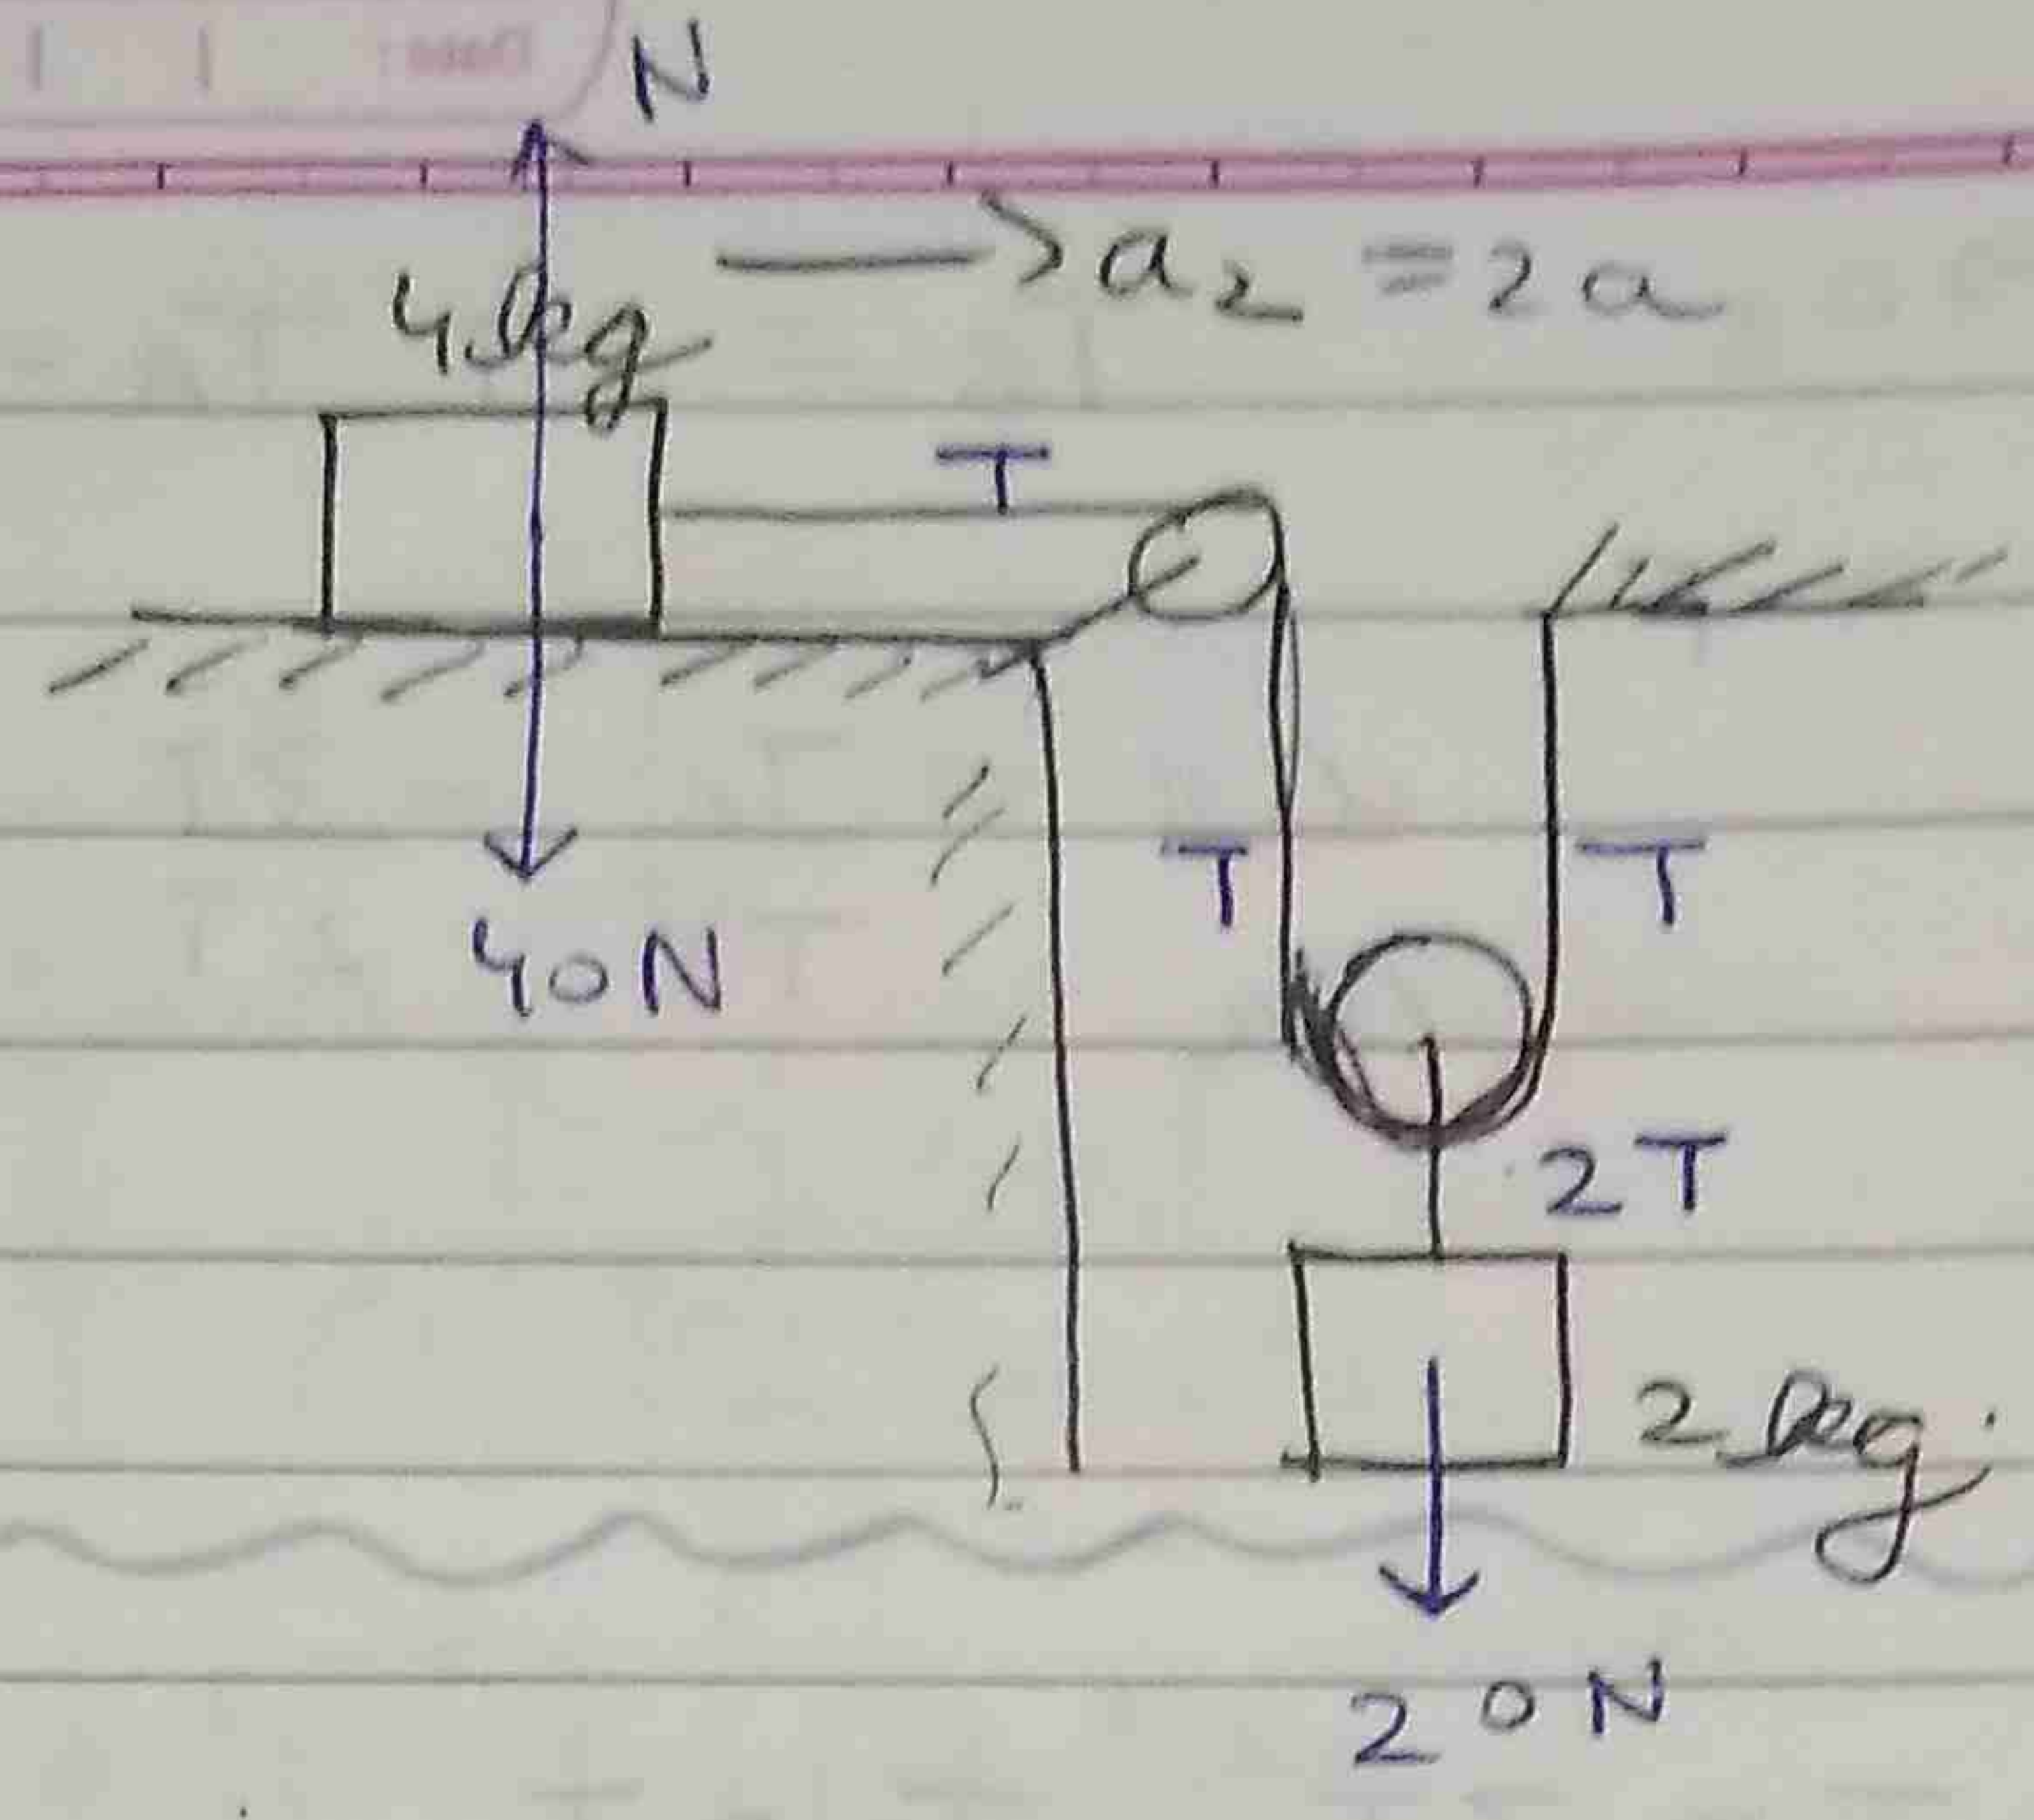 N
4kg
→ a₂ = 2a
T
T
T
40N
2T
2kg.
20N